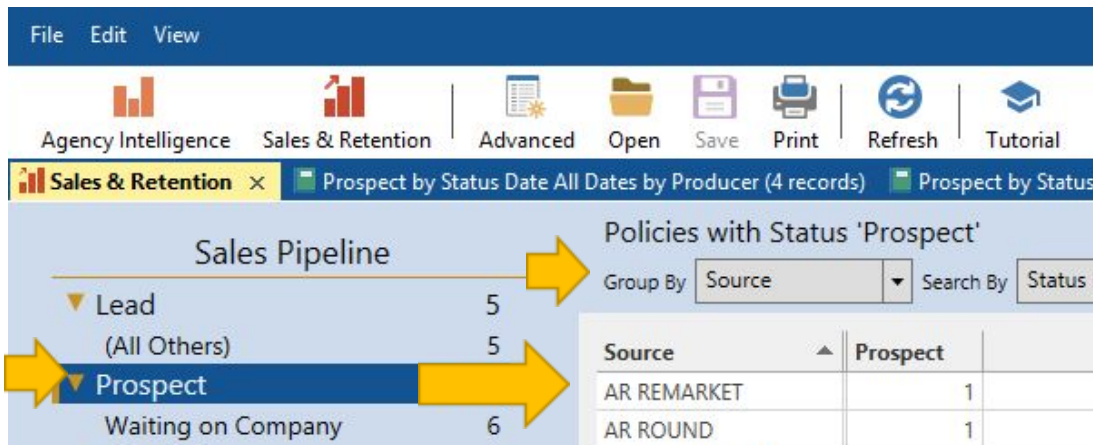 File Edit View
Agency Intelligence Sales & Retention Advanced Open Save Print Refresh Tutorial
Sales & Retention × Prospect by Status Date All Dates by Producer (4 records) Prospect by Status
Sales Pipeline
Lead 5
(All Others) 5
Prospect
Waiting on Company 6
Policies with Status 'Prospect'
Group By Source Search By Status
Source Prospect
AR REMARKET 1
AR ROUND 1